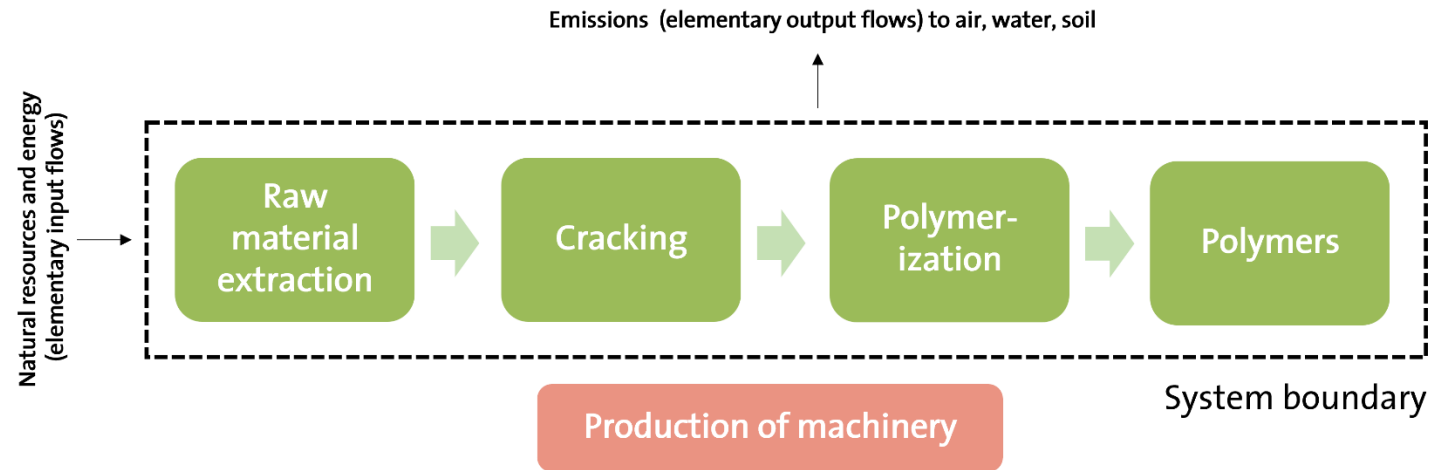 Emissions  (elementary output flows) to air, water, soil
Natural resources and energy
(elementary input flows)
Raw
material
extraction
Cracking
Polymer-
ization
Polymers
System boundary
Production of machinery